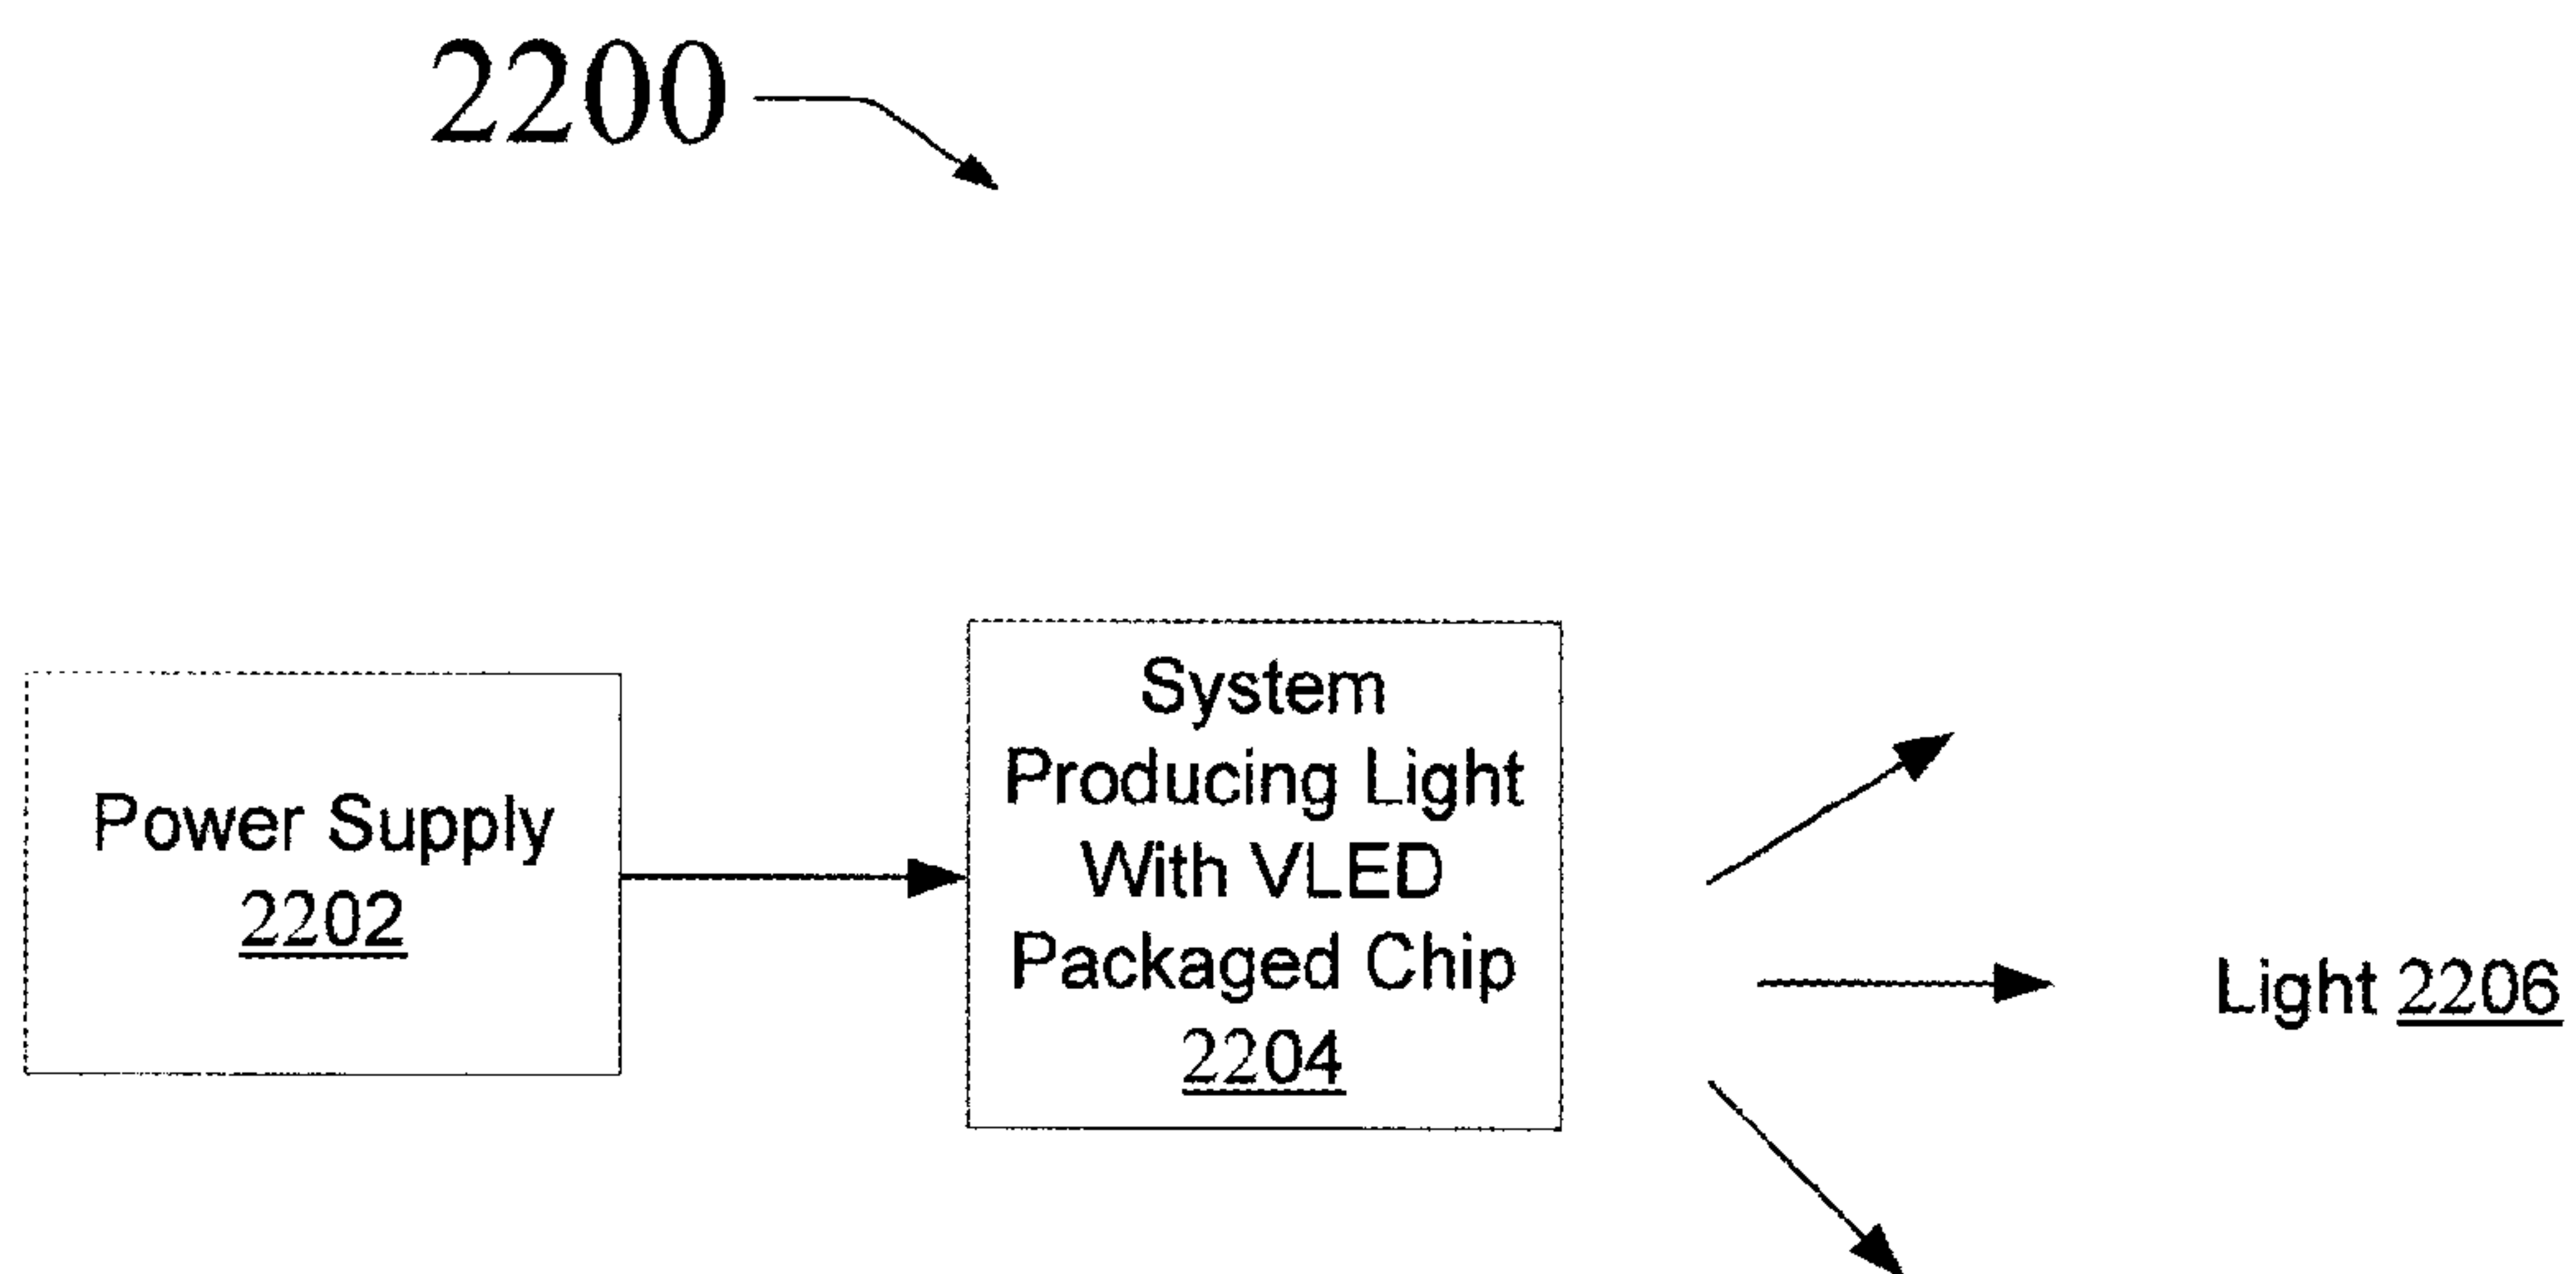 2200
Power Supply
2202
System
Producing Light
With VLED
Packaged Chip
2204
Light 2206